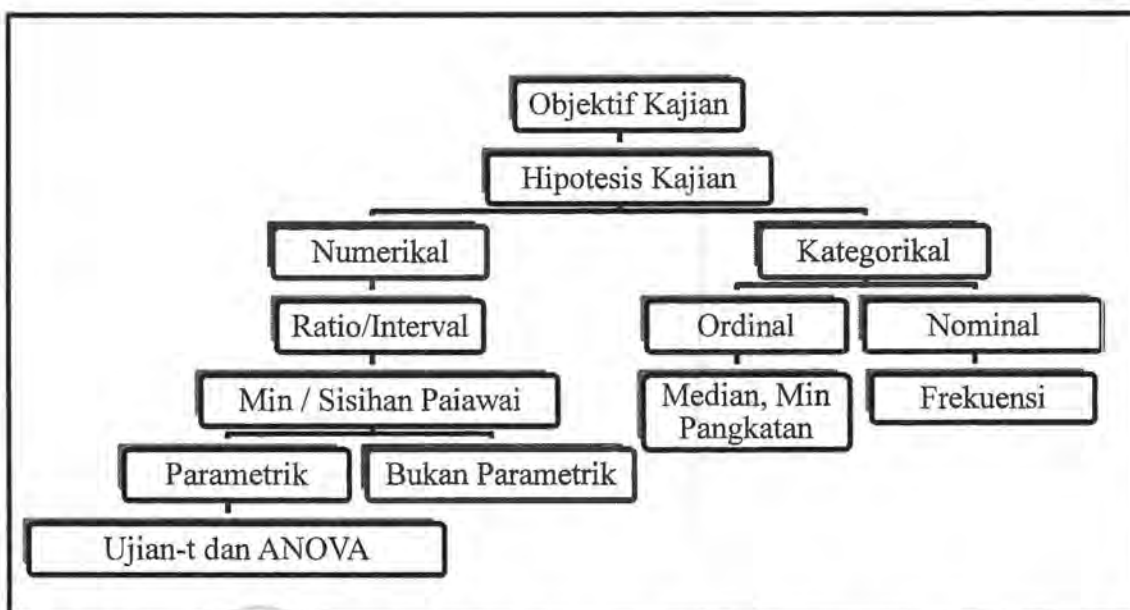 Objektif Kajian
Hipotesis Kajian
Numerikal
Kategorikal
Ratio/Interval
Ordinal
Nominal
Min / Sisihan Paiawai
Median, Min
Pangkatan
Frekuensi
Parametrik
Bukan Parametrik
Ujian-t dan ANOVA